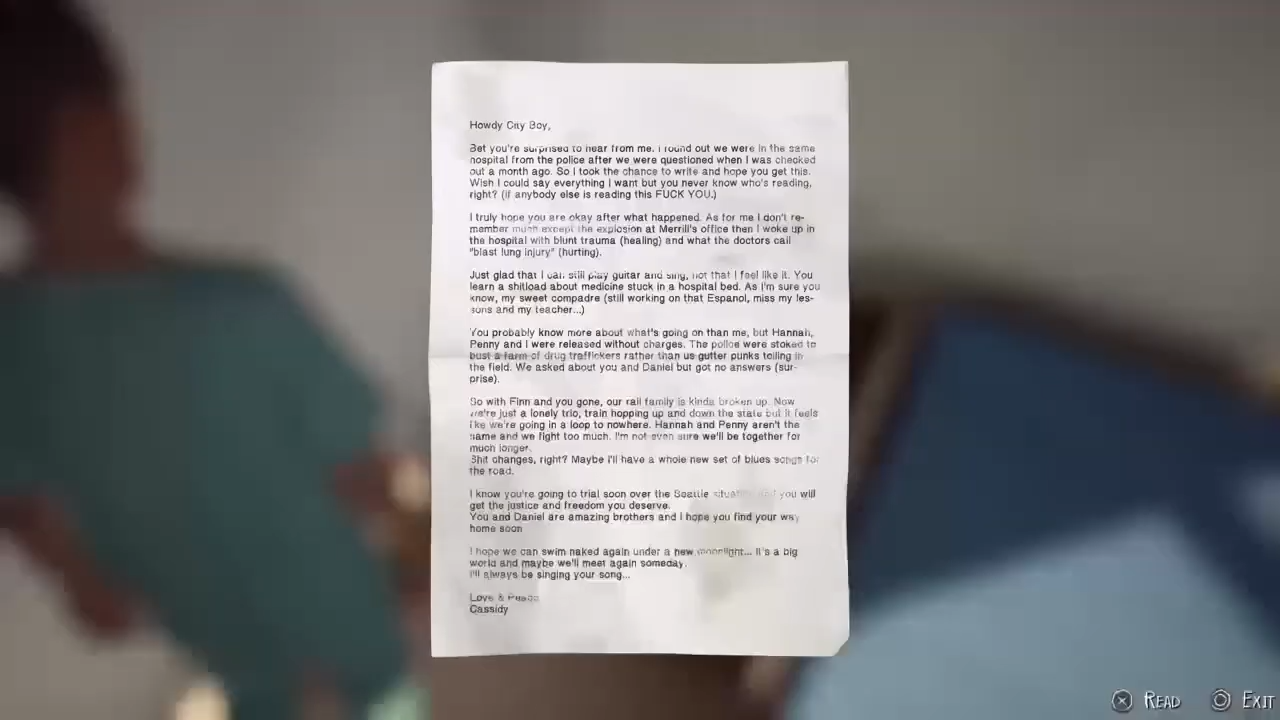 Howdy City Boy,
Bet you're surprised to hear from me. I found out we were in the same
hospital from the police after we were questioned when I was checked
out a month ago. So I took the chance to write and hope you get this.
Wish I could say everything I want but you never know who's reading,
right? (if anybody else is reading this FUCK YOU.)
I truly hope you are okay after what happened. As for me I don't re-
member much except the explosion at Merrill's office then I woke up in
the hospital with blunt trauma (healing) and what the doctors call
"blast lung injury" (hurting).
Just glad that I can still play guitar and sing, not that I feel like it. You
learn a shitload about medicine stuck in a hospital bed. As I'm sure you
know, my sweet compadre (still working on that Espanol, miss my les-
sons and my teacher...)
You probably know more about what's going on than me, but Hannah,
Penny and I were released without charges. The police were stoked to
bust a farm of drug traffickers rather than us gutter punks toiling in
the field. We asked about you and Daniel but got no answers (sur-
prise).
So with Finn and you gone, our rail family is kinda broken up. Now
we're just a lonely trio, train hopping up and down the state but it feels
like we're going in a loop to nowhere. Hannah and Penny aren't the
same and we fight too much. I'm not even sure we'll be together for
much longer.
Shit changes, right? Maybe I'll have a whole new set of blues songs for
the road.
I know you're going to trial soon over the Seattle situation and you will
get the justice and freedom you deserve.
You and Daniel are amazing brothers and I hope you find your way
home soon
I hope we can swim naked again under a new moonlight... It's a big
world and maybe we'll meet again someday.
I'll always be singing your song...
Love & Peace
Cassidy
READ
EXIT